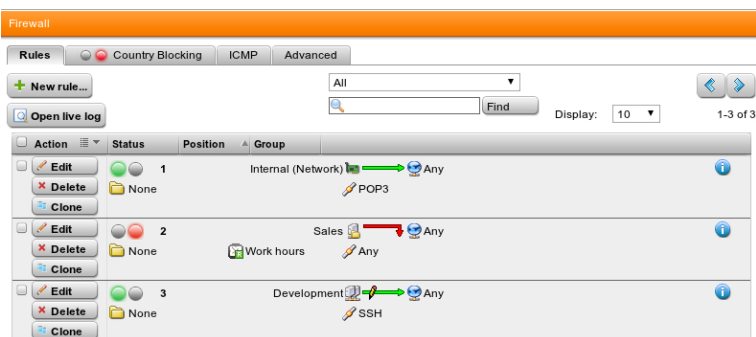 Firewall
Rules Country Blocking ICMP Advanced
New rule... All
Open live log Find Display: 10 1-3 of 3
Action Status Position Group
Edit 1 Internal (Network) Any
Delete None POP3
Clone
Edit 2 Sales Any
Delete None Work hours Any
Clone
Edit 3 Development Any
Delete None SSH
Clone